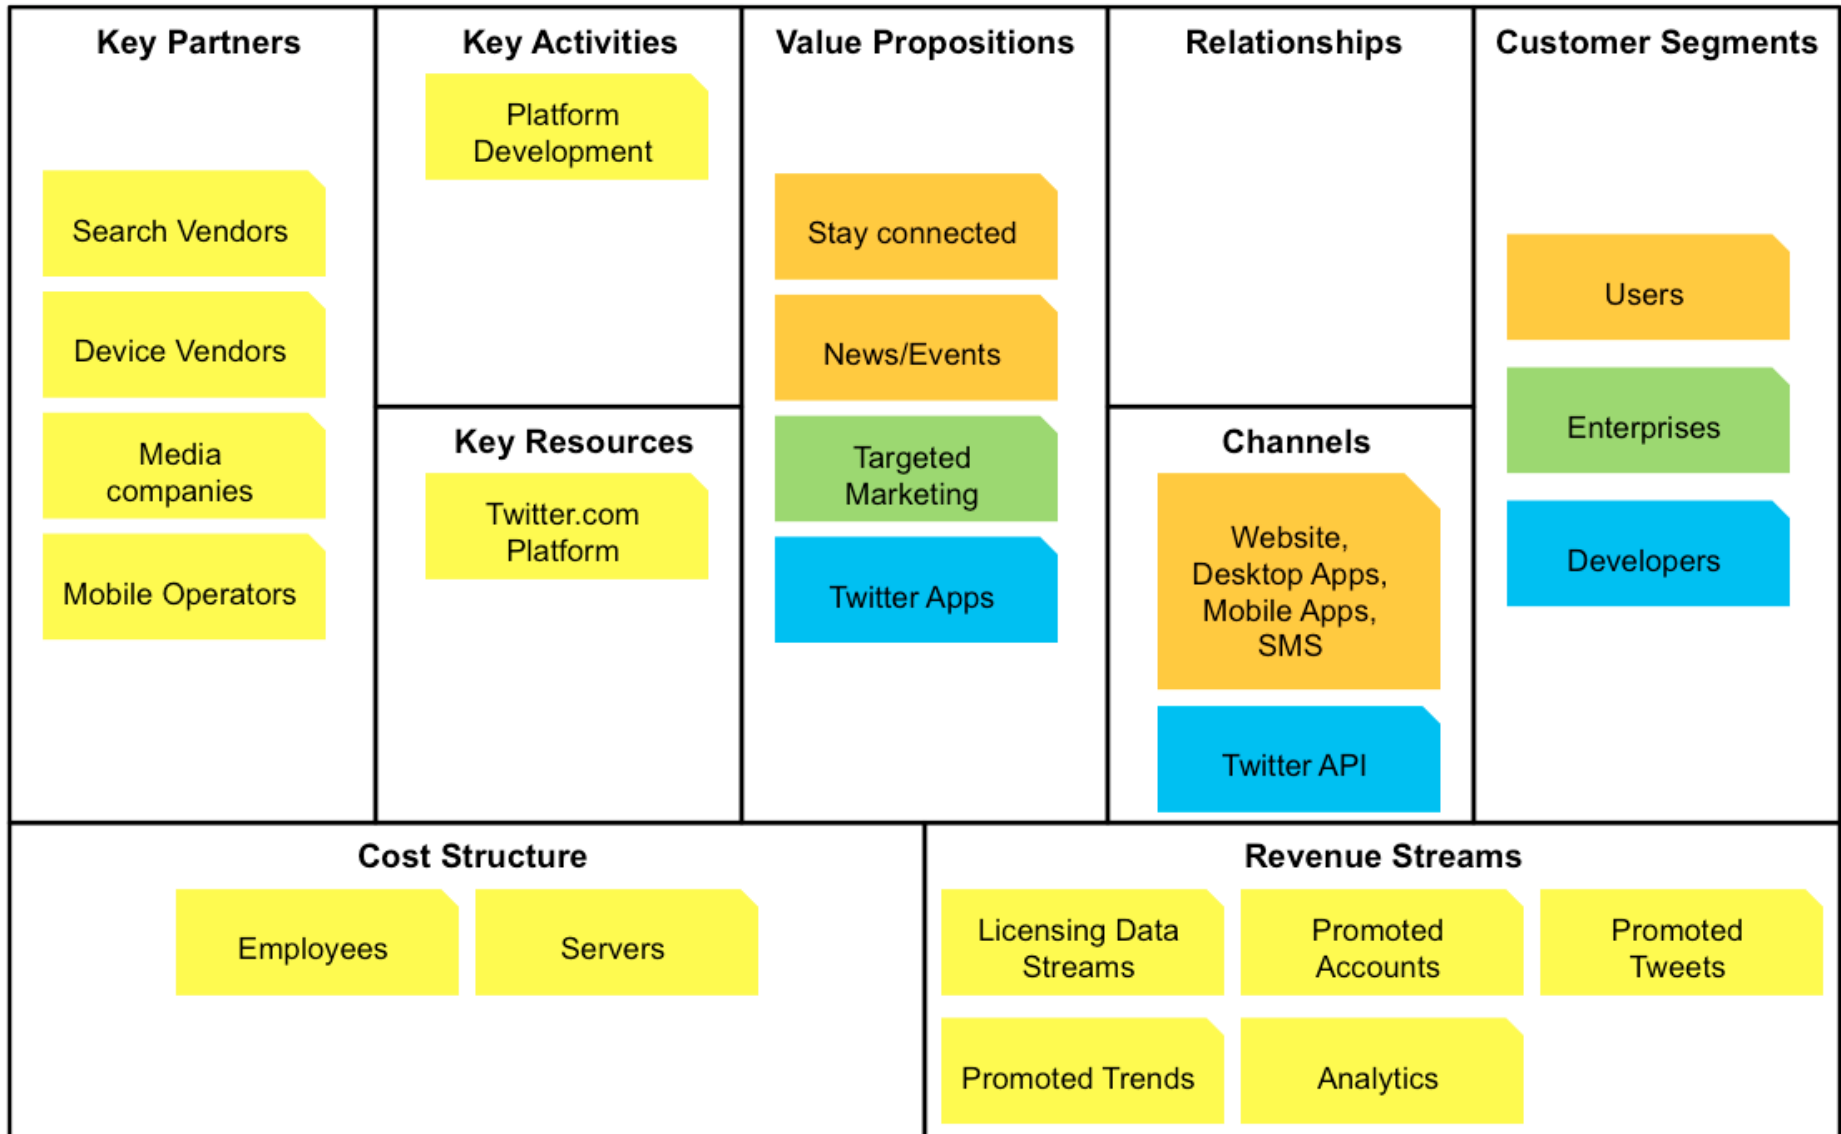 Key Partners
Search Vendors
Device Vendors
Media
companies
Mobile Operators
Key Activities
Platform
Development
Key Resources
Twitter.com
Platform
Value Propositions
Stay connected
News/Events
Targeted
Marketing
Twitter Apps
Relationships
Channels
Website,
Desktop Apps,
Mobile Apps,
SMS
Twitter API
Customer Segments
Users
Enterprises
Developers
Cost Structure
Employees
Servers
Revenue Streams
Licensing Data
Streams
Promoted
Accounts
Promoted
Tweets
Promoted Trends
Analytics